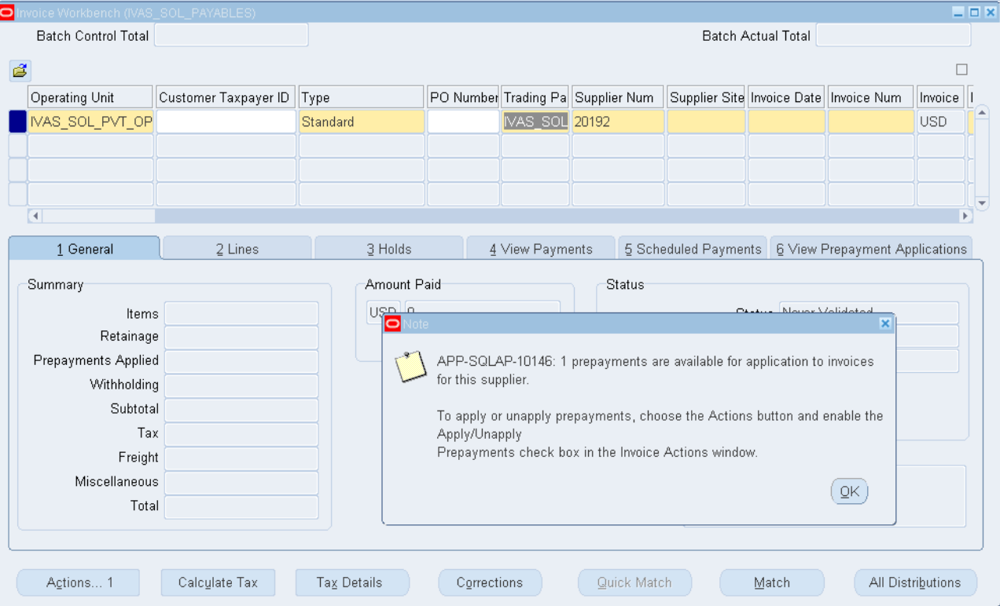 Invoice Workbench (IVAS_SOL_PAYABLES)
Batch Control Total
Batch Actual Total
Operating Unit Customer Taxpayer ID Type PO Number Trading Pa Supplier Num Supplier Site Invoice Date Invoice Num Invoice
IVAS_SOL_PVT_OP Standard IVAS_SOL 20192 USD
1 General 2 Lines 3 Holds 4 View Payments 5 Scheduled Payments 6 View Prepayment Applications
Summary
Items
Retainage
Prepayments Applied
Withholding
Subtotal
Tax
Freight
Miscellaneous
Total
Amount Paid
USD 0
Status
Status Never Validated
Note
APP-SQLAP-10146: 1 prepayments are available for application to invoices
for this supplier.
To apply or unapply prepayments, choose the Actions button and enable the
Apply/Unapply
Prepayments check box in the Invoice Actions window.
OK
Actions... 1 Calculate Tax Tax Details Corrections Quick Match Match All Distributions